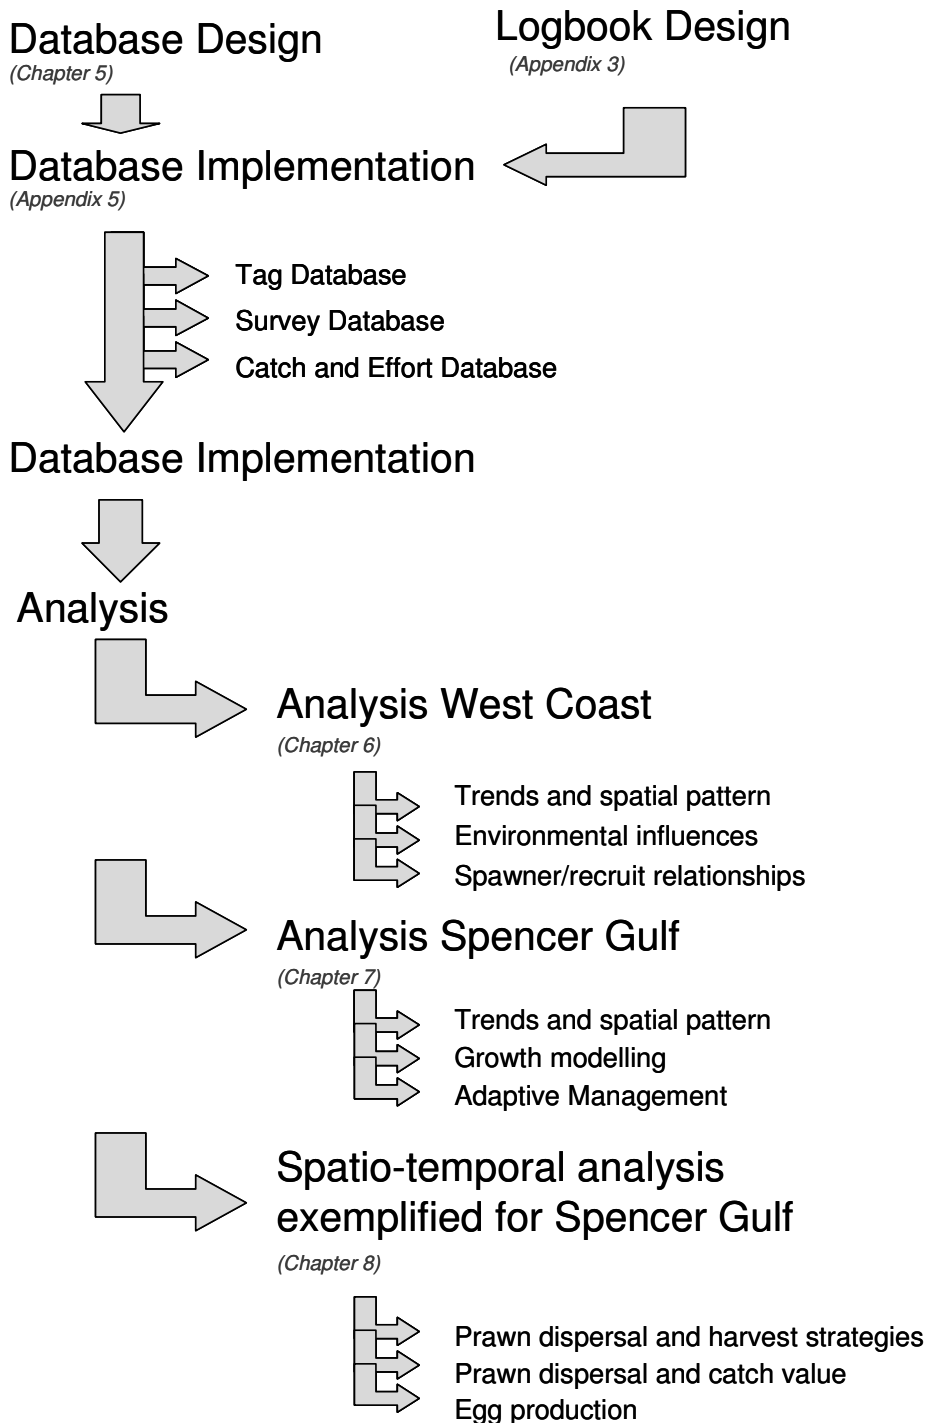 Database Design
(Chapter 5)
Logbook Design
(Appendix 3)
Database Implementation
(Appendix 5)
Tag Database
Survey Database
Catch and Effort Database
Database Implementation
Analysis
Analysis West Coast
(Chapter 6)
Trends and spatial pattern
Environmental influences
Spawner/recruit relationships
Analysis Spencer Gulf
(Chapter 7)
Trends and spatial pattern
Growth modelling
Adaptive Management
Spatio-temporal analysis
exemplified for Spencer Gulf
(Chapter 8)
Prawn dispersal and harvest strategies
Prawn dispersal and catch value
Egg production